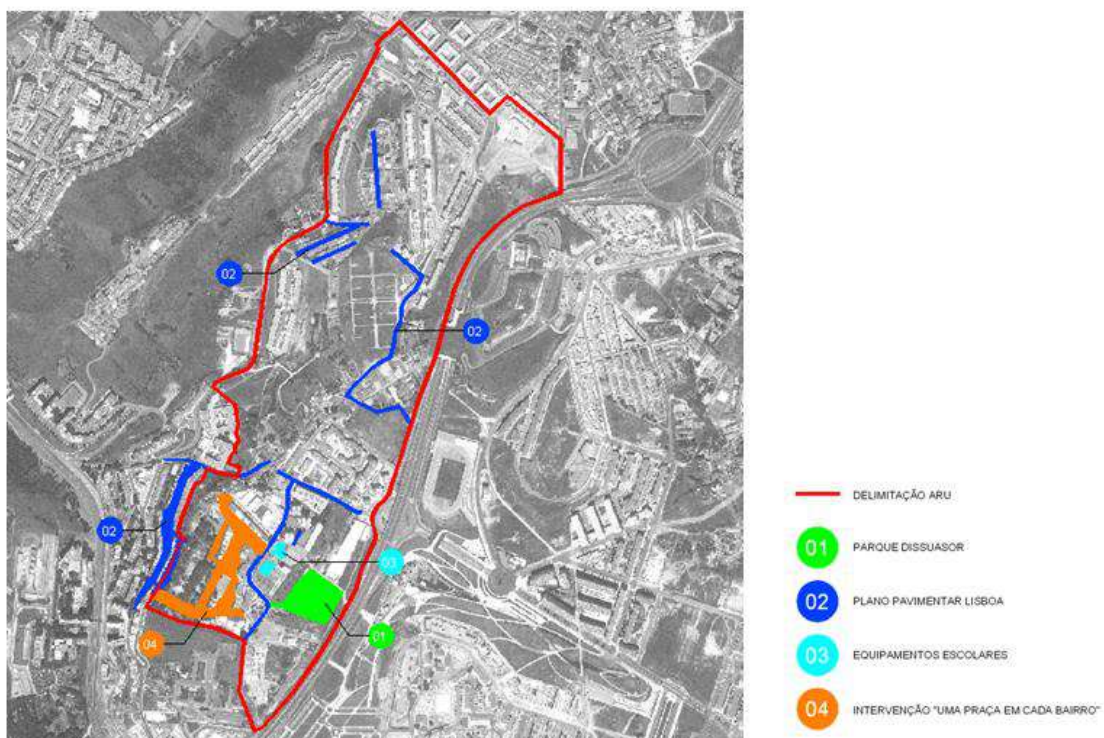 02
02
02
03
01
04
DELIMITAÇÃO ARU
01 PARQUE DISSUASOR
02 PLANO PAVIMENTAR LISBOA
03 EQUIPAMENTOS ESCOLARES
04 INTERVENÇÃO "UMA PRAÇA EM CADA BAIRRO"